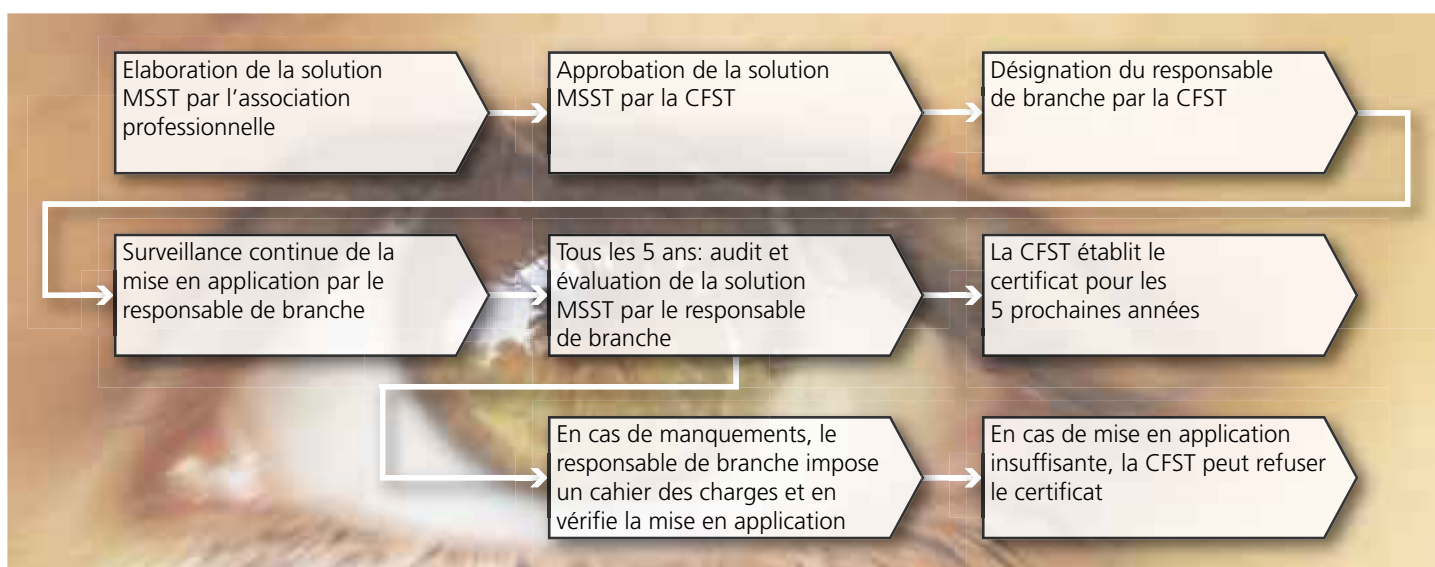 Elaboration de la solution
MSST par l’association
professionnelle
Approbation de la solution
MSST par la CFST
Désignation du responsable
de branche par la CFST
Surveillance continue de la
mise en application par le
responsable de branche
Tous les 5 ans: audit et
évaluation de la solution
MSST par le responsable
de branche
La CFST établit le
certificat pour les
5 prochaines années
En cas de manquements, le
responsable de branche impose
un cahier des charges et en
vérifie la mise en application
En cas de mise en application
insuffisante, la CFST peut refuser
le certificat